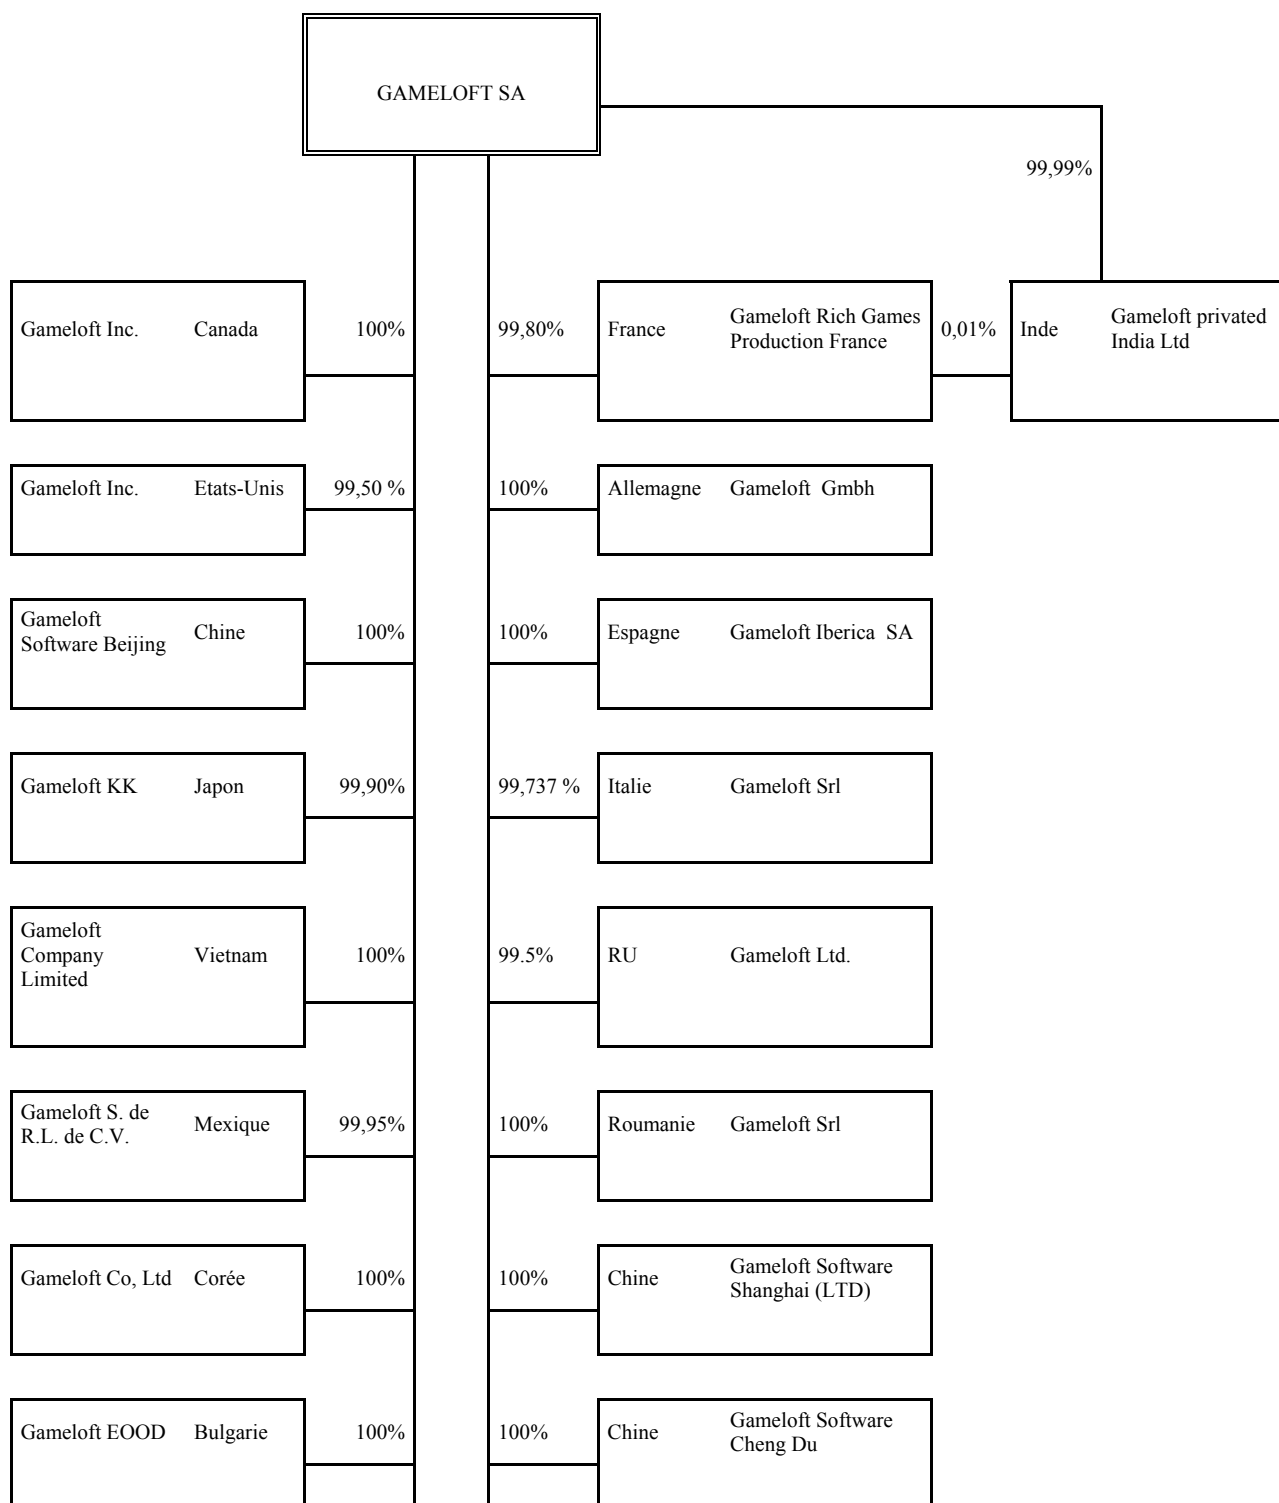 GAMELOFT SA
99,99%
Gameloft Inc. Canada 100% 99,80% France Gameloft Rich Games
Production France 0,01% Inde Gameloft privated
India Ltd
Gameloft Inc. Etats-Unis 99,50 % 100% Allemagne Gameloft Gmbh
Gameloft
Software Beijing Chine 100% 100% Espagne Gameloft Iberica SA
Gameloft KK Japon 99,90% 99,737 % Italie Gameloft Srl
Gameloft
Company
Limited Vietnam 100% 99.5% RU Gameloft Ltd.
Gameloft S. de
R.L. de C.V. Mexique 99,95% 100% Roumanie Gameloft Srl
Gameloft Co, Ltd Corée 100% 100% Chine Gameloft Software
Shanghai (LTD)
Gameloft EOOD Bulgarie 100% 100% Chine Gameloft Software
Cheng Du